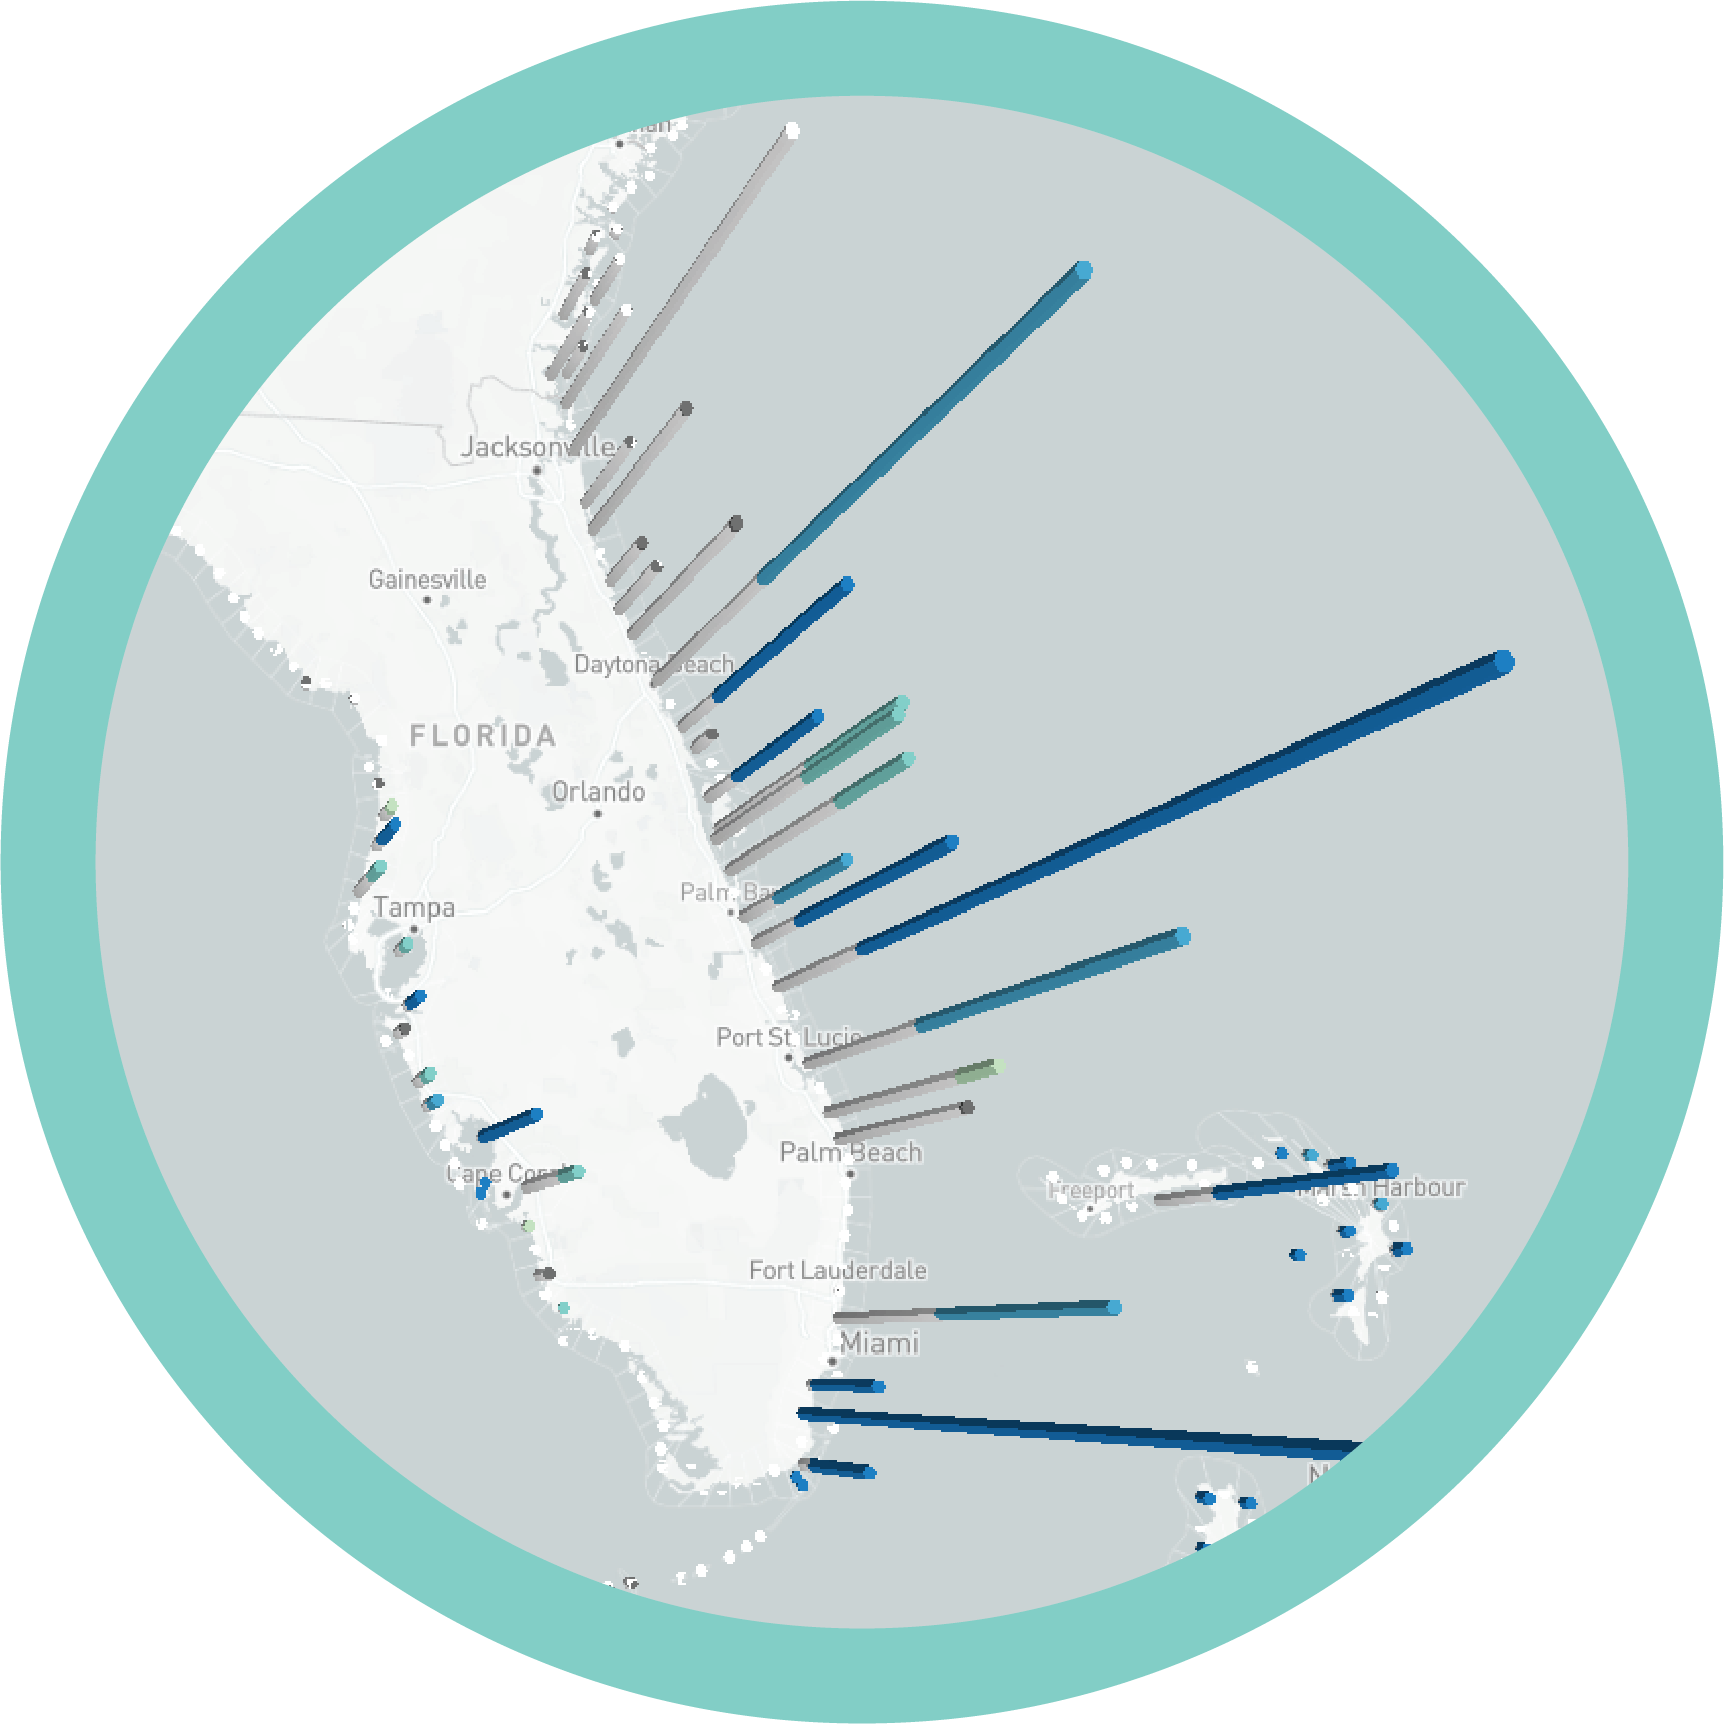 Jacksonville
Gainesville
Daytona Beach
FLORIDA
Orlando
Palm Bay
Tampa
Port St. Lucie
Palm Beach
Cape Coral
Freeport
Marsh Harbour
Fort Lauderdale
Miami